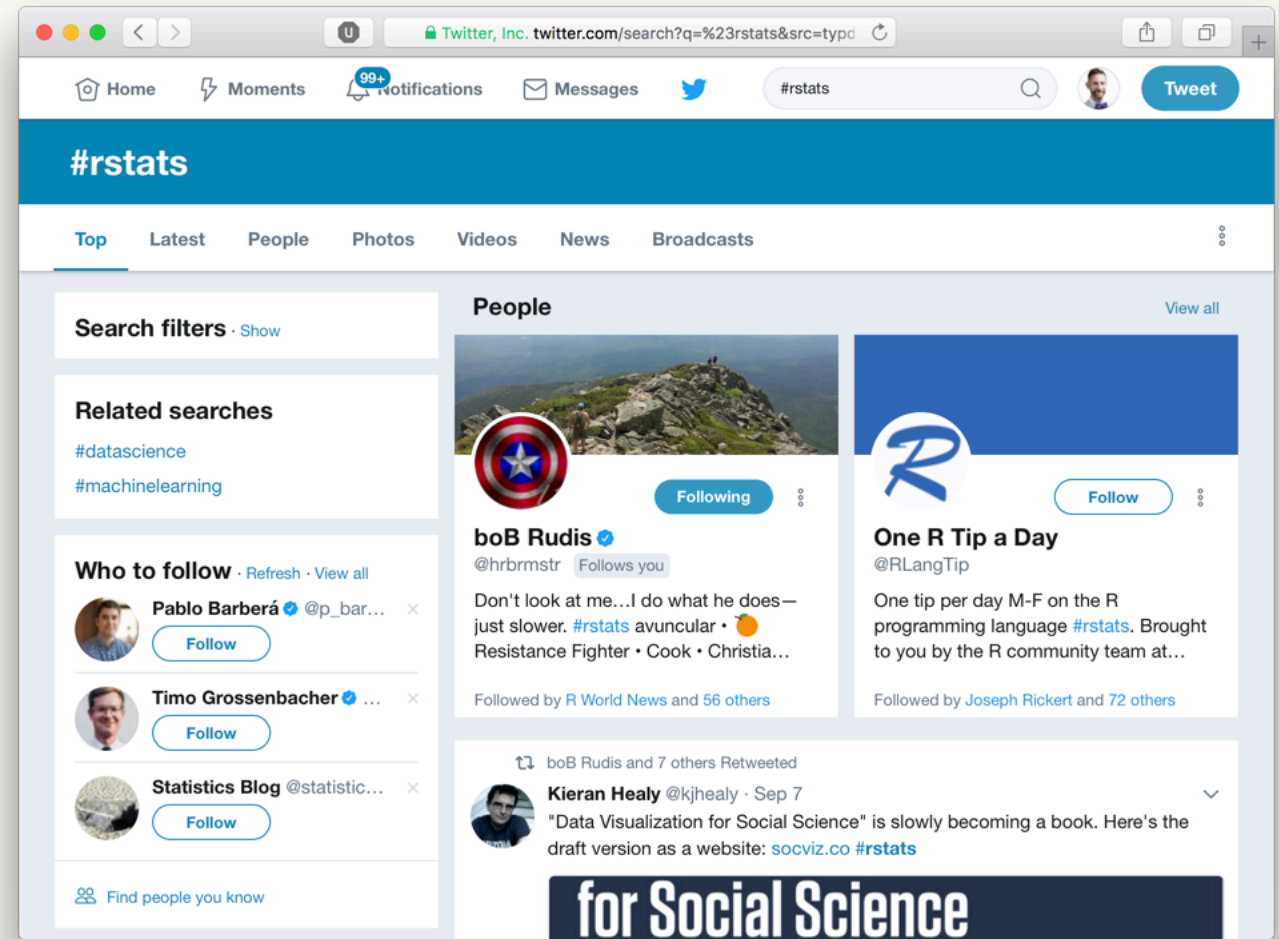 Twitter, Inc. twitter.com/search?q=%23rstats&src=typd
Home Moments 99+ Notifications Messages #rstats Tweet
#rstats
Top Latest People Photos Videos News Broadcasts
Search filters · Show
Related searches
#datascience
#machinelearning
Who to follow · Refresh · View all
Pablo Barberá @p_bar...
Follow
Timo Grossenbacher ...
Follow
Statistics Blog @statistic...
Follow
Find people you know
People View all
Following
boB Rudis
@hrbrmstr Follows you
Don't look at me…I do what he does—
just slower. #rstats avuncular • 🍊
Resistance Fighter • Cook • Christia…
Followed by R World News and 56 others
R
Follow
One R Tip a Day
@RLangTip
One tip per day M-F on the R
programming language #rstats. Brought
to you by the R community team at…
Followed by Joseph Rickert and 72 others
boB Rudis and 7 others Retweeted
Kieran Healy @kjhealy · Sep 7
"Data Visualization for Social Science" is slowly becoming a book. Here's the
draft version as a website: socviz.co #rstats
for Social Science